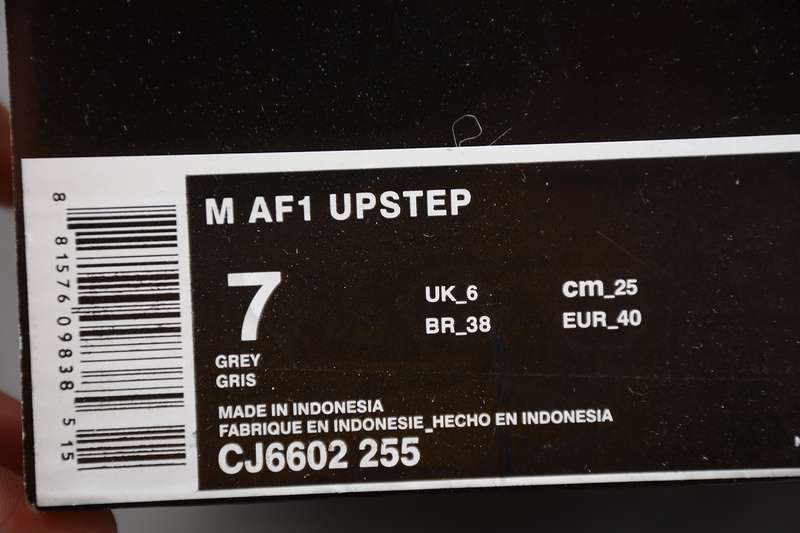 M AF1 UPSTEP
7
UK_6 cm_25
BR_38 EUR_40
GREY
GRIS
MADE IN INDONESIA
FABRIQUE EN INDONESIE_HECHO EN INDONESIA
CJ6602 255
8 81576 09838 5 15